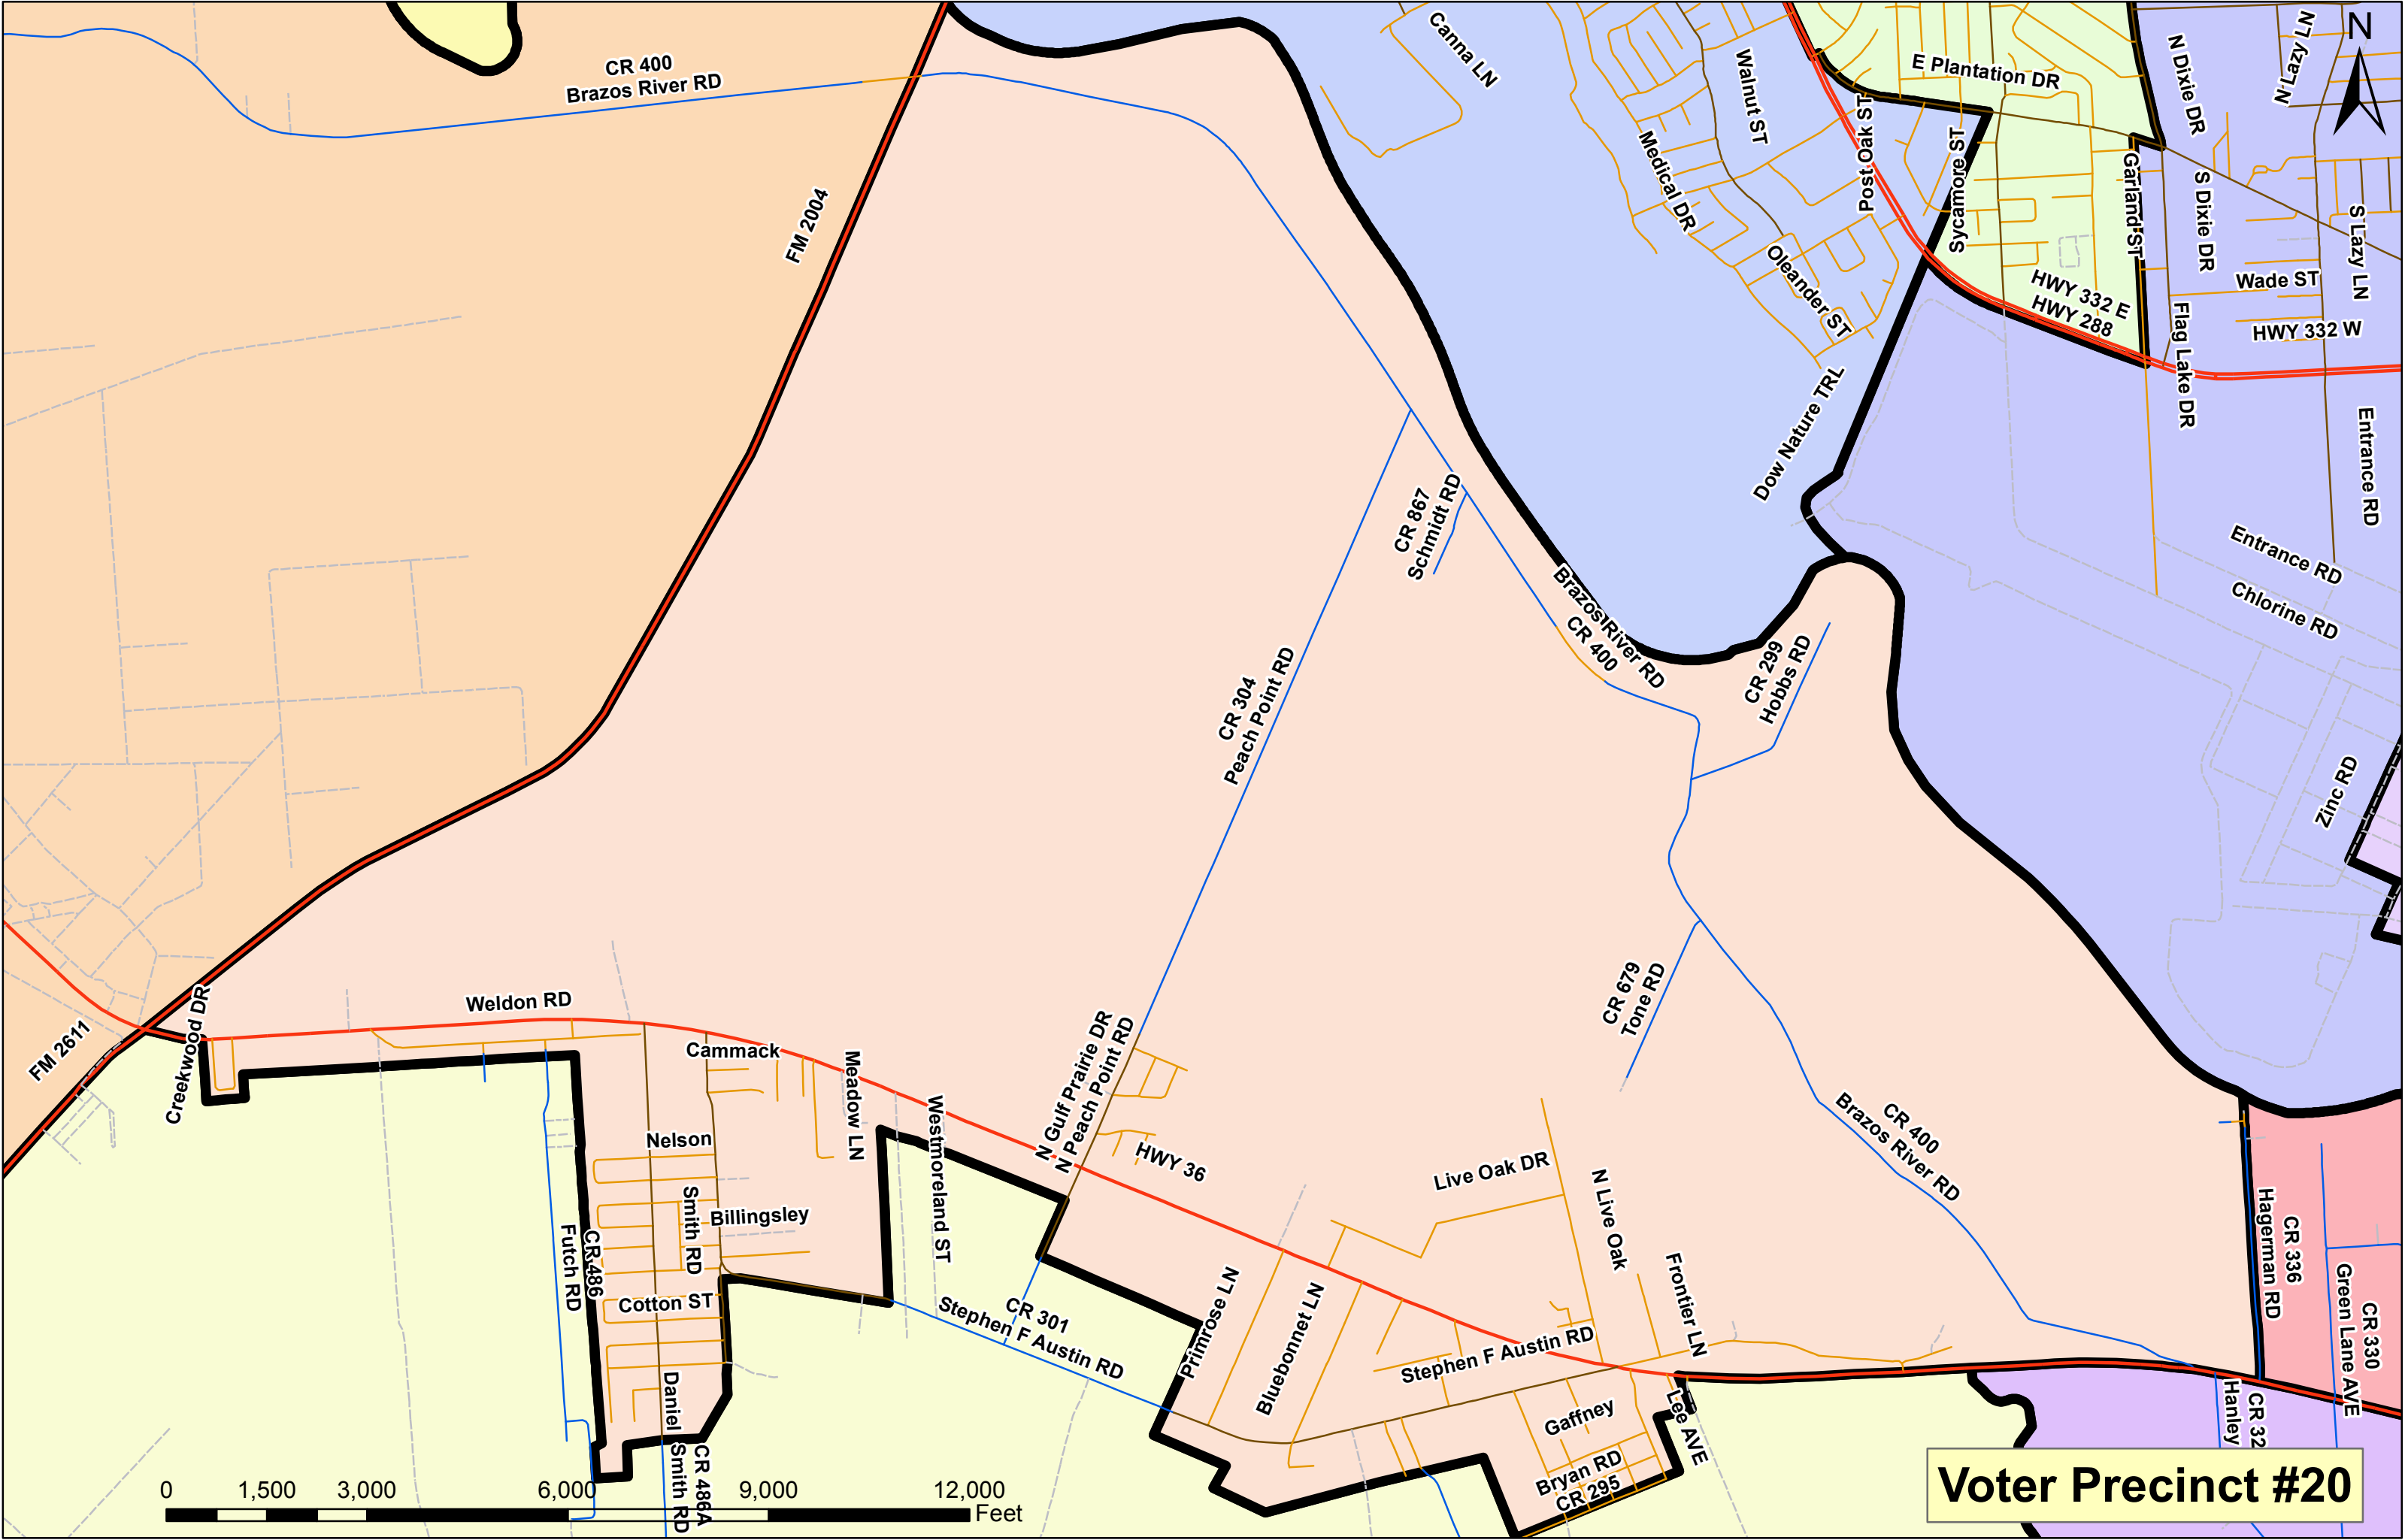 CR 400
Brazos River RD
FM 2004
Canna LN
Walnut ST
Medical DR
Post Oak ST
Oleander ST
E Plantation DR
Sycamore ST
Garland ST
N Dixie DR
S Dixie DR
N Lazy LN
S Lazy LN
N
Wade ST
HWY 332 E
HWY 288
HWY 332 W
Flag Lake DR
Dow Nature TRL
Entrance RD
Entrance RD
Chlorine RD
Zinc RD
CR 867
Schmidt RD
Brazos River RD
CR 400
CR 299
Hobbs RD
CR 304
Peach Point RD
CR 679
Tone RD
CR 400
Brazos River RD
FM 2611
Creekwood DR
Weldon RD
Cammack
Meadow LN
Westmoreland ST
N Gulf Prairie DR
N Peach Point RD
HWY 36
Nelson
Smith RD
Billingsley
Futch RD
CR 486
Cotton ST
Daniel
Smith RD
CR 486A
CR 301
Stephen F Austin RD
Primrose LN
Bluebonnet LN
Live Oak DR
N Live Oak
Frontier LN
Stephen F Austin RD
Gaffney
Lee AVE
Bryan RD
CR 295
Hagerman RD
CR 336
Green Lane AVE
CR 330
Hanley
CR 32
0 1,500 3,000 6,000 9,000 12,000
Feet
Voter Precinct #20